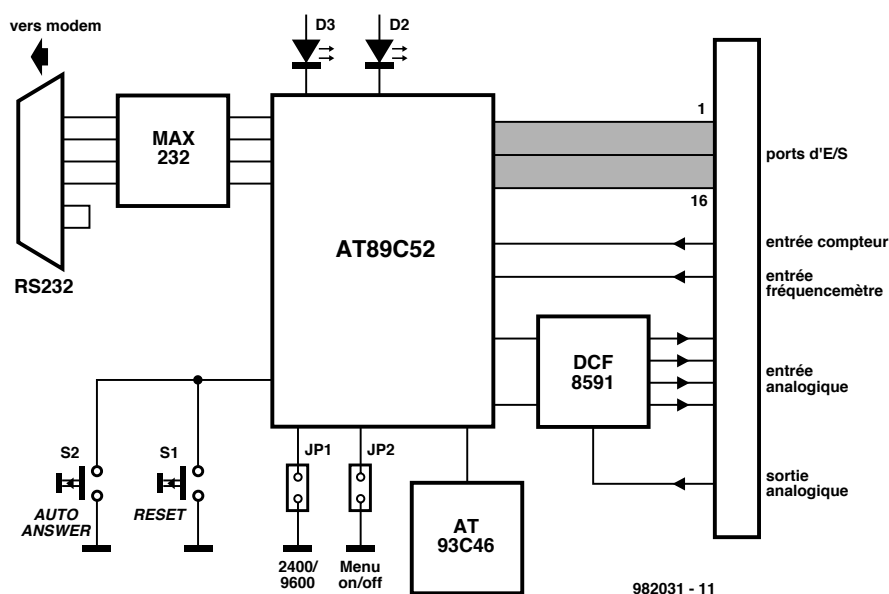 vers modem
D3
D2
MAX
232
1
ports d'E/S
16
AT89C52
entrée compteur
entrée
fréquencemètre
RS232
DCF
8591
entrée
analogique
S2
S1
JP1
JP2
AUTO
ANSWER
RESET
sortie
analogique
AT
93C46
2400/
9600
Menu
on/off
982031 - 11